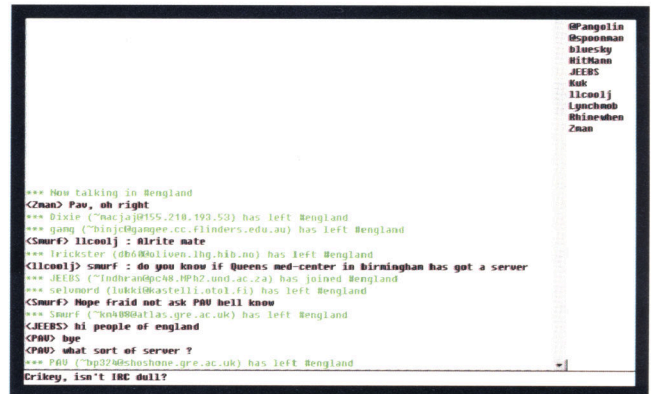 *** Now talking in #england
<Zman> Pav, oh right
*** Dixie (~macjaj@155.218.193.53) has left #england
*** gang (~binjc@gamgee.cc.flinders.edu.au) has left #england
<Smurf> llcoolj : Alrite mate
*** Trickster (db6@oliven.lhg.hib.no) has left #england
<llcoolj> smurf : do you know if Queens med-center in birmingham has got a server
*** JEEBS (~Indhran@pc48.MPh2.und.ac.za) has joined #england
*** selvmord (lukki@kastelli.otol.fi) has left #england
<Smurf> Nope fraid not ask PAV hell know
*** Smurf (~kn408@atlas.gre.ac.uk) has left #england
<JEEBS> hi people of england
<PAV> bye
<PAV> what sort of server ?
*** PAV (~bp324@shoshone.gre.ac.uk) has left #england
Crikey, isn't IRC dull?
@Pangolin
@spoonman
bluesky
HitMann
JEEBS
Kuk
llcoolj
Lynchmob
Rhinewhen
Zman